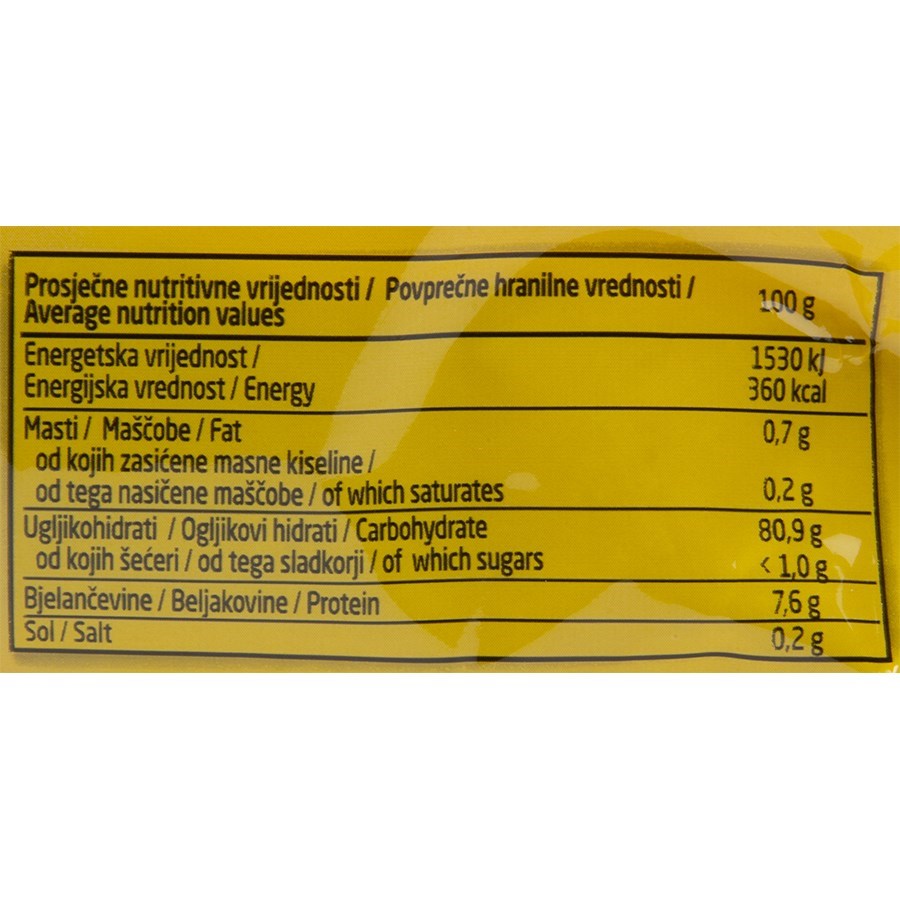 Prosječne nutritivne vrijednosti / Povprečne hranilne vrednosti /
Average nutrition values 100 g
Energetska vrijednost / 1530 kJ
Energijska vrednost / Energy 360 kcal
Masti / Maščobe / Fat 0,7 g
od kojih zasićene masne kiseline /
od tega nasičene maščobe / of which saturates 0,2 g
Ugljikohidrati / Ogljikovi hidrati / Carbohydrate 80,9 g
od kojih šećeri / od tega sladkorji / of which sugars < 1,0 g
Bjelančevine / Beljakovine / Protein 7,6 g
Sol / Salt 0,2 g